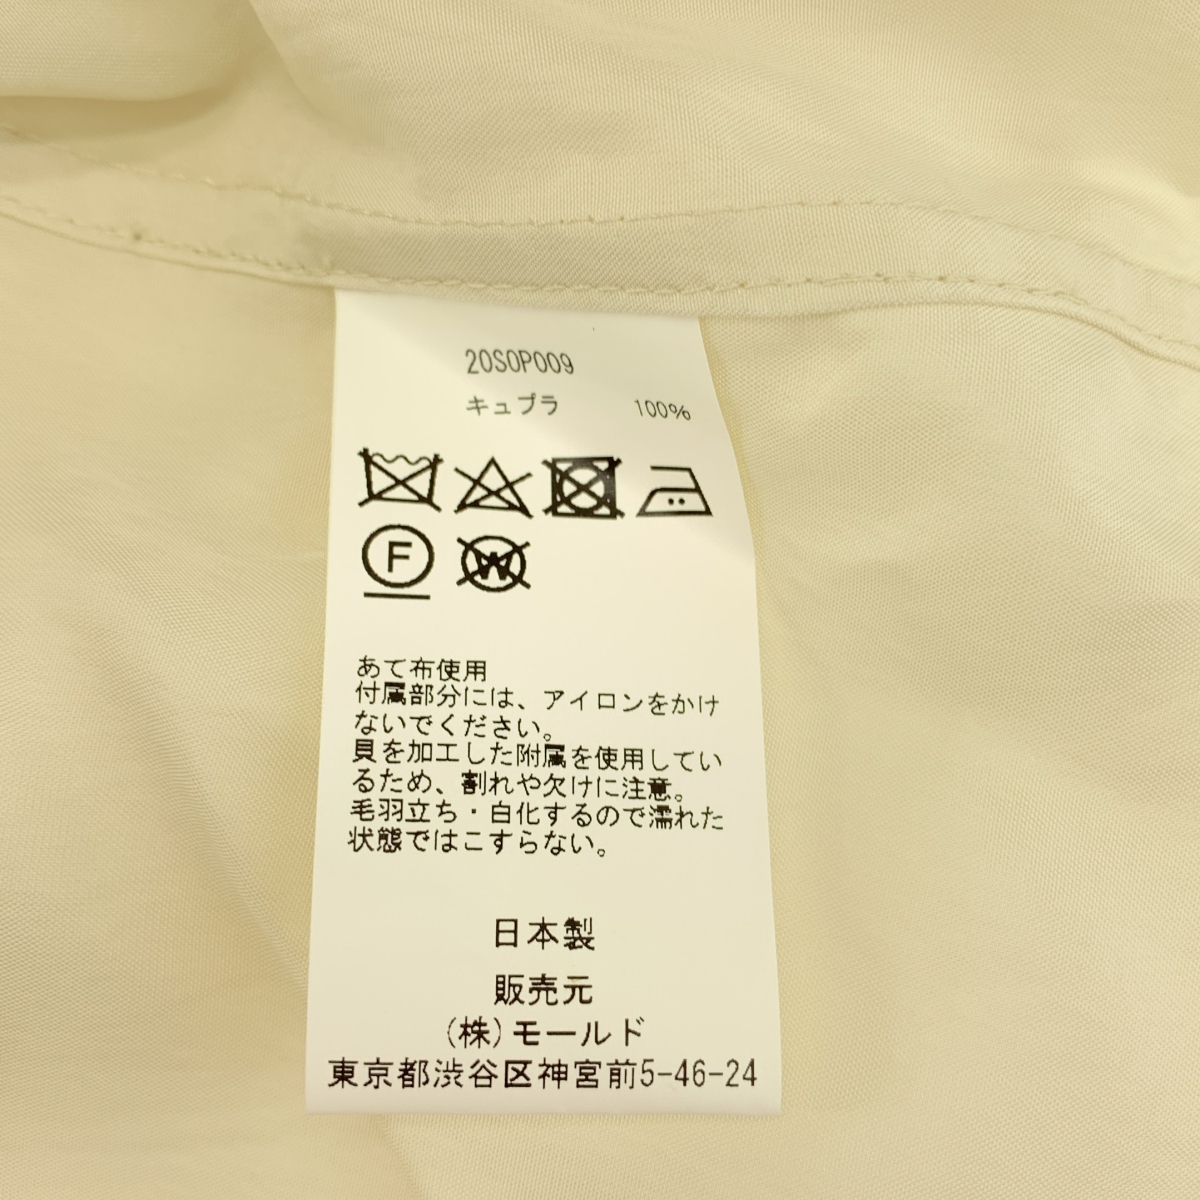 20SOP009
キュプラ 100%
F
W
あて布使用
付属部分には、アイロンをかけ
ないでください。
貝を加工した附属を使用してい
るため、割れや欠けに注意。
毛羽立ち・白化するので濡れた
状態ではこすらない。
日本製
販売元
(株)モールド
東京都渋谷区神宮前5-46-24